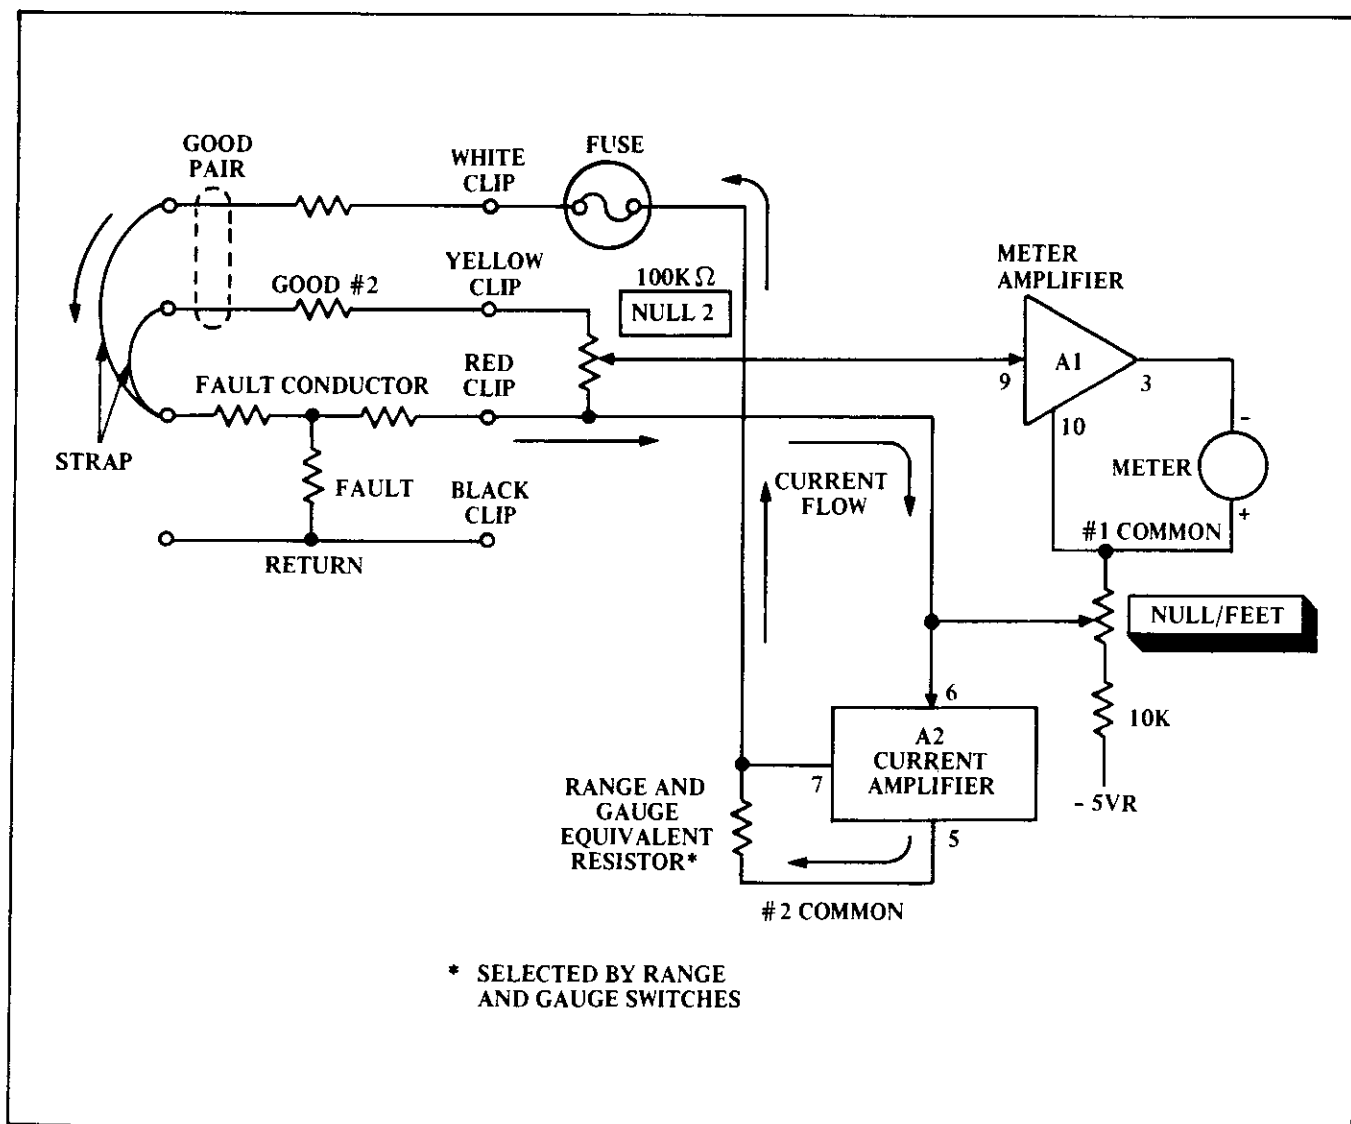 GOOD
PAIR
WHITE
CLIP
FUSE
GOOD #2
YELLOW
CLIP
100K Ω
NULL 2
METER
AMPLIFIER
A1
9
3
10
FAULT CONDUCTOR
RED
CLIP
STRAP
FAULT
BLACK
CLIP
RETURN
CURRENT
FLOW
METER
-
+
#1 COMMON
NULL/FEET
10K
- 5VR
6
A2
CURRENT
AMPLIFIER
7
5
RANGE AND
GAUGE
EQUIVALENT
RESISTOR*
#2 COMMON
* SELECTED BY RANGE
AND GAUGE SWITCHES